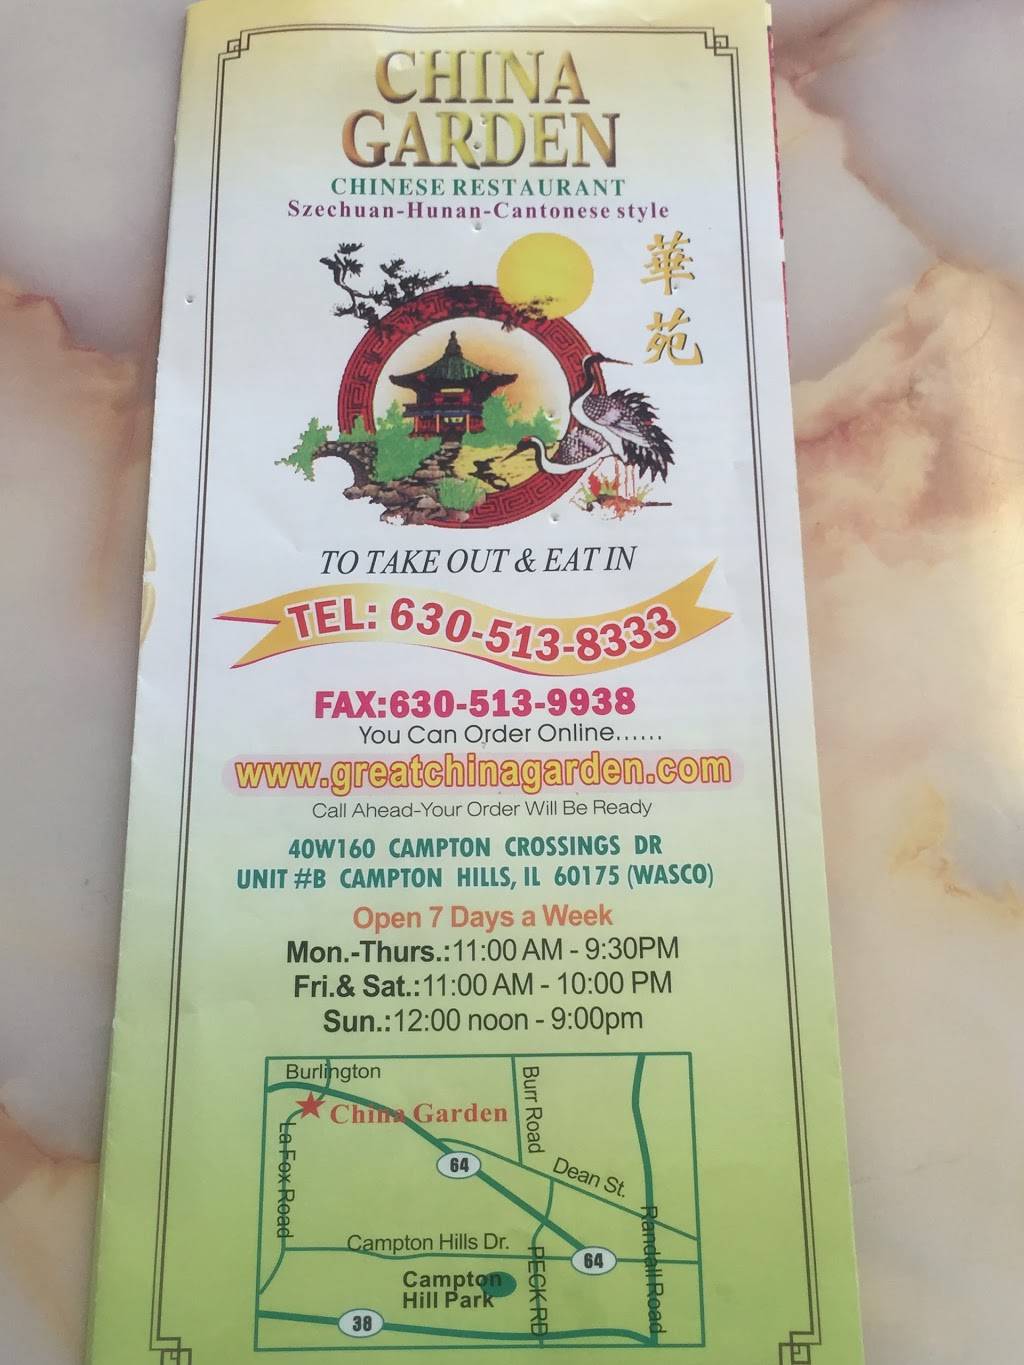 CHINA
GARDEN
CHINESE RESTAURANT
Szechuan-Hunan-Cantonese style
華
苑
TO TAKE OUT & EAT IN
TEL: 630-513-8333
FAX:630-513-9938
You Can Order Online......
www.greatchinagarden.com
Call Ahead-Your Order Will Be Ready
40W160 CAMPTON CROSSINGS DR
UNIT #B CAMPTON HILLS, IL 60175 (WASCO)
Open 7 Days a Week
Mon.-Thurs.:11:00 AM - 9:30PM
Fri.& Sat.:11:00 AM - 10:00 PM
Sun.:12:00 noon - 9:00pm
Burlington
China Garden
La Fox Road
Burr Road
64
Dean St.
Campton Hills Dr.
64
Campton
Hill Park
PECK RD
Randall Road
38